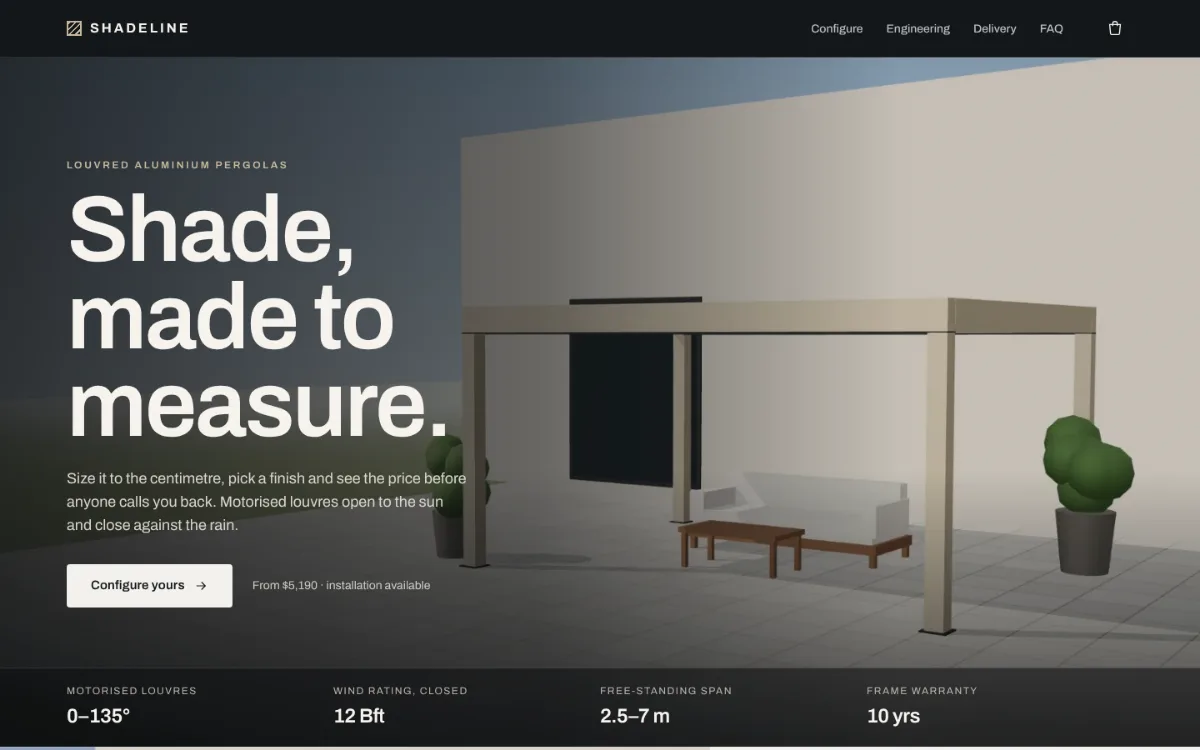 SHADELINE
Configure
Engineering
Delivery
FAQ
LOUVRED ALUMINIUM PERGOLAS
Shade,
made to
measure.
Size it to the centimetre, pick a finish and see the price before
anyone calls you back. Motorised louvres open to the sun
and close against the rain.
Configure yours →
From $5,190 · installation available
MOTORISED LOUVRES
0–135°
WIND RATING, CLOSED
12 Bft
FREE-STANDING SPAN
2.5–7 m
FRAME WARRANTY
10 yrs